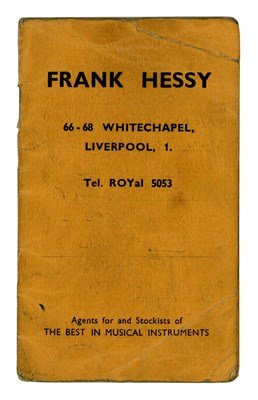 FRANK HESSY
66-68 WHITECHAPEL,
LIVERPOOL, 1.
Tel. ROYal 5053
Agents for and Stockists of
THE BEST IN MUSICAL INSTRUMENTS